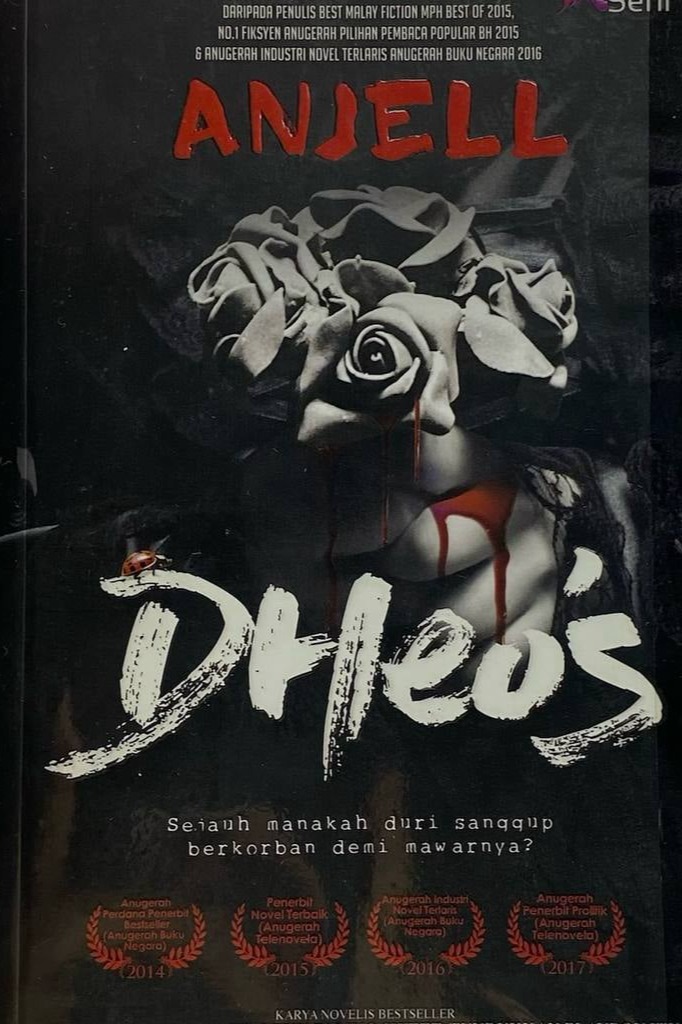 Seni
DARIPADA PENULIS BEST MALAY FICTION MPH BEST OF 2015,
NO.1 FIKSYEN ANUGERAH PILIHAN PEMBACA POPULAR BH 2015
& ANUGERAH INDUSTRI NOVEL TERLARIS ANUGERAH BUKU NEGARA 2016
ANJELL
DHeo's
Sejauh manakah duri sanggup
berkorban demi mawarnya?
Anugerah
Perdana Penerbit
Bestseller
(Anugerah Buku
Negara)
(2014)
Penerbit
Novel Terbaik
(Anugerah
Telenovela)
(2015)
Anugerah Industri
Novel Terlaris
(Anugerah Buku
Negara)
(2016)
Anugerah
Penerbit Prolifik
(Anugerah
Telenovela)
(2017)
KARYA NOVELIS BESTSELLER